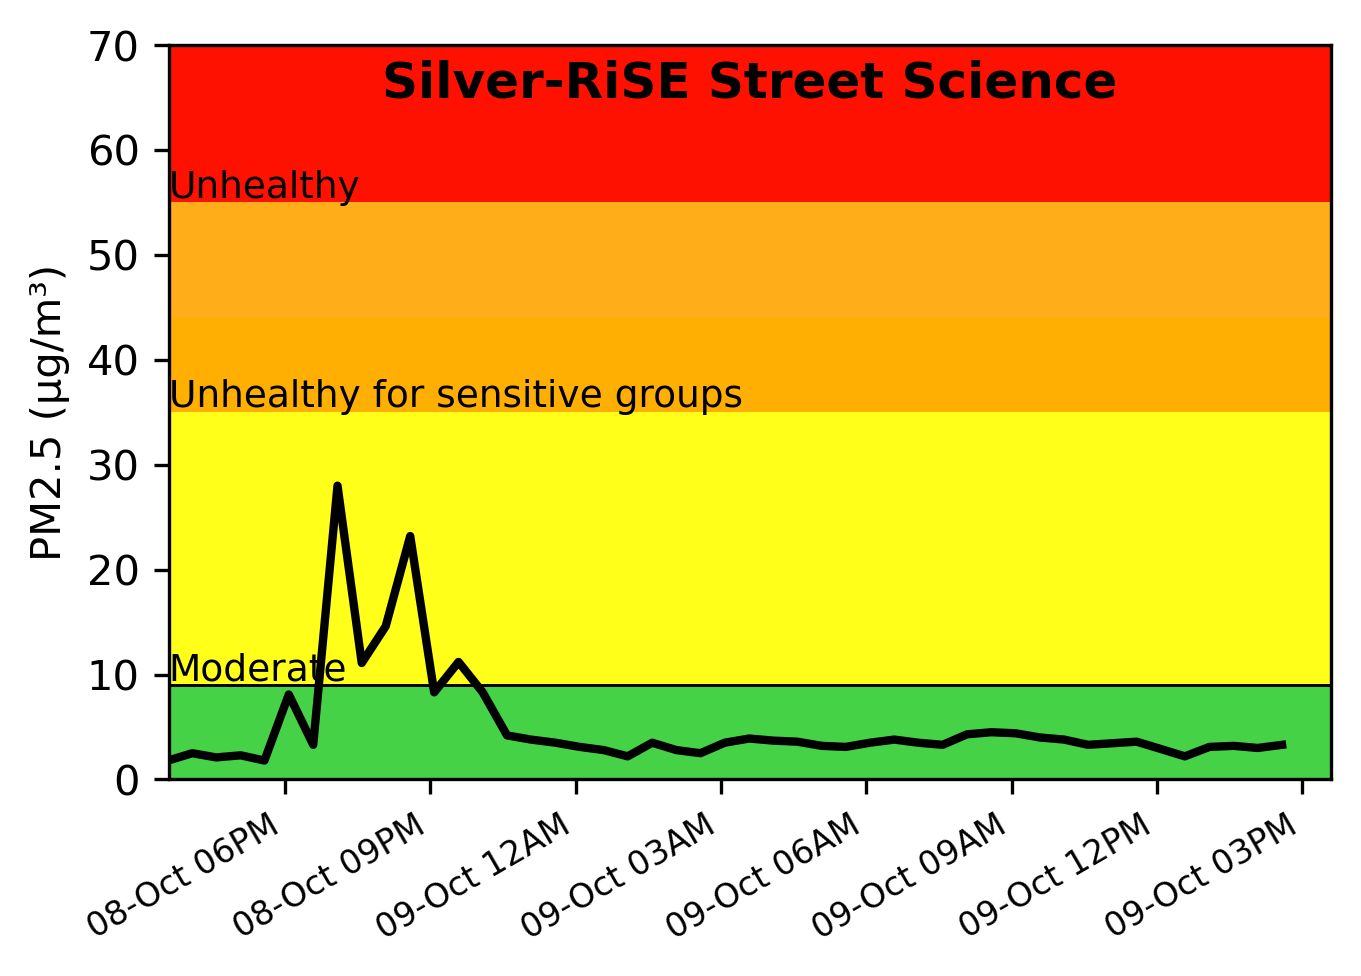 Silver-RiSE Street Science
70
60
Unhealthy
50
40
Unhealthy for sensitive groups
30
20
Moderate
10
0
PM2.5 (µg/m³)
08-Oct 06PM
08-Oct 09PM
09-Oct 12AM
09-Oct 03AM
09-Oct 06AM
09-Oct 09AM
09-Oct 12PM
09-Oct 03PM